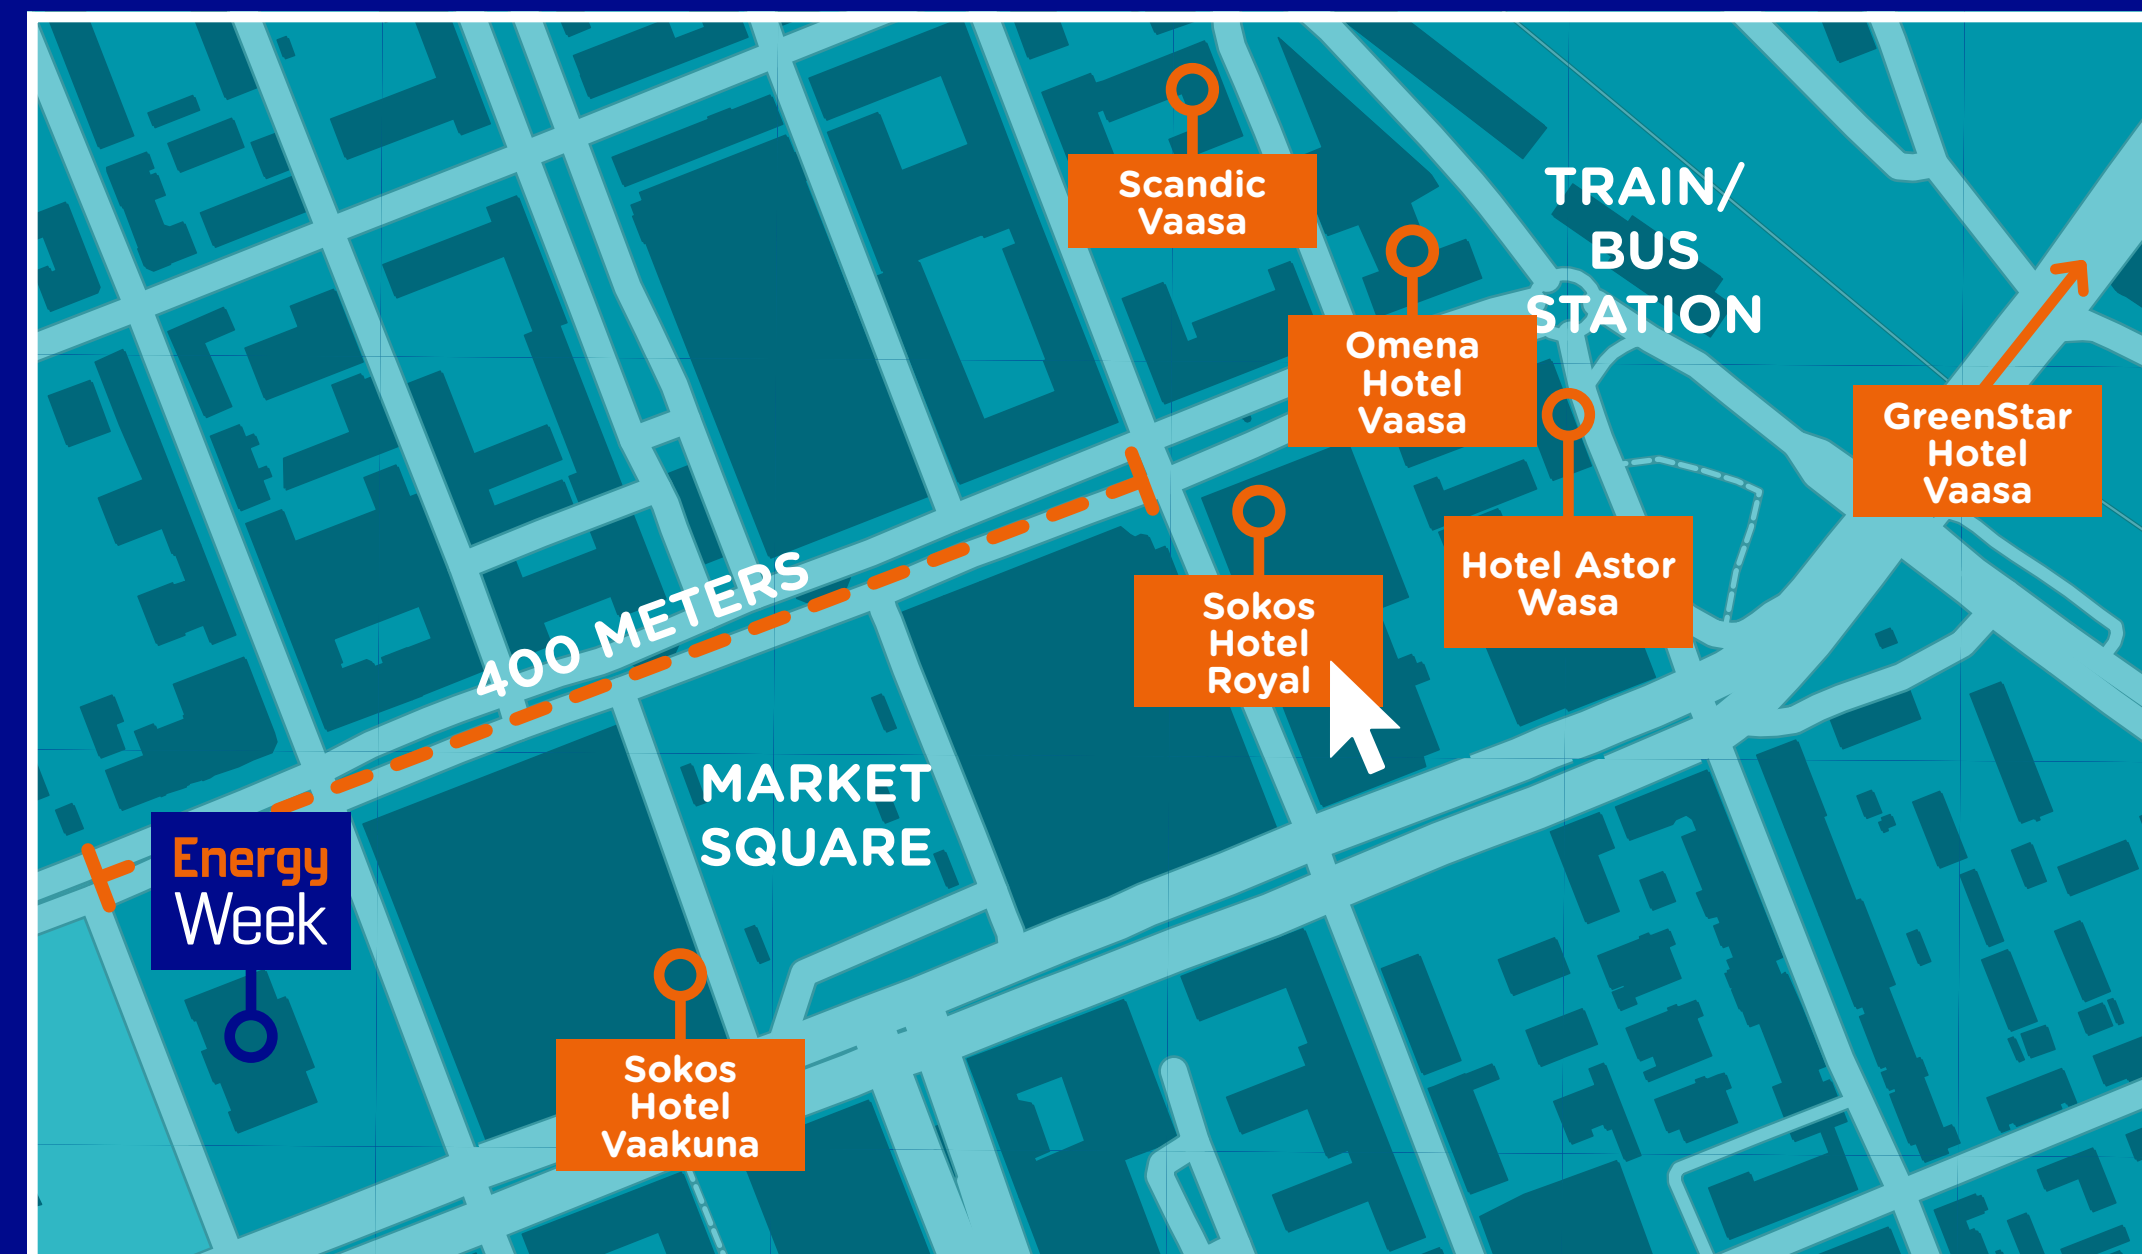 Scandic
Vaasa
TRAIN/
BUS
STATION
Omena
Hotel
Vaasa
GreenStar
Hotel
Vaasa
Hotel Astor
Wasa
Sokos
Hotel
Royal
400 METERS
MARKET
SQUARE
Energy
Week
Sokos
Hotel
Vaakuna